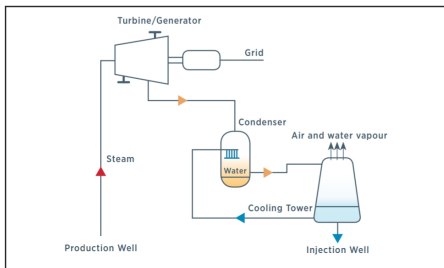 Turbine/Generator
Grid
Condenser
Air and water vapour
Steam
Water
Cooling Tower
Production Well
Injection Well